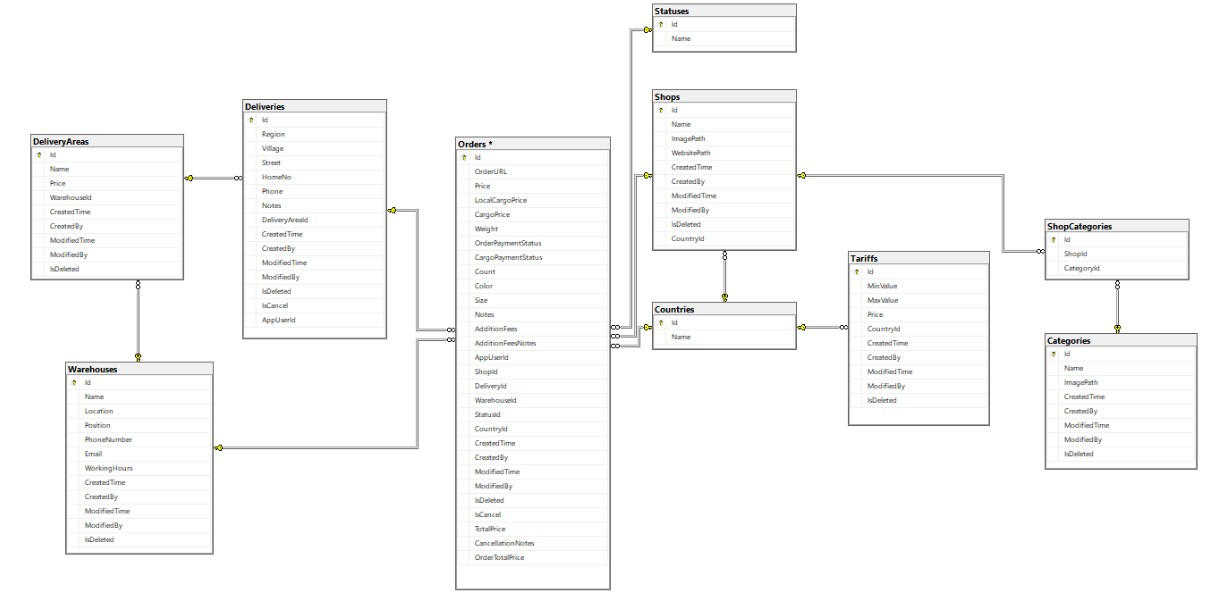 Statuses
Id
Name
Shops
Id
Name
ImagePath
WebsitePath
CreatedTime
CreatedBy
ModifiedTime
ModifiedBy
IsDeleted
CountryId
Deliveries
Id
Region
Village
Street
HomeNo
Phone
Notes
DeliveryAreaId
CreatedTime
CreatedBy
ModifiedTime
ModifiedBy
IsDeleted
IsCancel
AppUserId
DeliveryAreas
Id
Name
Price
WarehouseId
CreatedTime
CreatedBy
ModifiedTime
ModifiedBy
IsDeleted
Orders *
Id
OrderURL
Price
LocalCargoPrice
CargoPrice
Weight
OrderPaymentStatus
CargoPaymentStatus
Count
Color
Size
Notes
AdditionFees
AdditionFeesNotes
AppUserId
ShopId
DeliveryId
WarehouseId
StatusId
CountryId
CreatedTime
CreatedBy
ModifiedTime
ModifiedBy
IsDeleted
IsCancel
TotalPrice
CancellationNotes
OrderTotalPrice
ShopCategories
Id
ShopId
CategoryId
Tariffs
Id
MinValue
MaxValue
Price
CountryId
CreatedTime
CreatedBy
ModifiedTime
ModifiedBy
IsDeleted
Countries
Id
Name
Categories
Id
Name
ImagePath
CreatedTime
CreatedBy
ModifiedTime
ModifiedBy
IsDeleted
Warehouses
Id
Name
Location
Position
PhoneNumber
Email
WorkingHours
CreatedTime
CreatedBy
ModifiedTime
ModifiedBy
IsDeleted